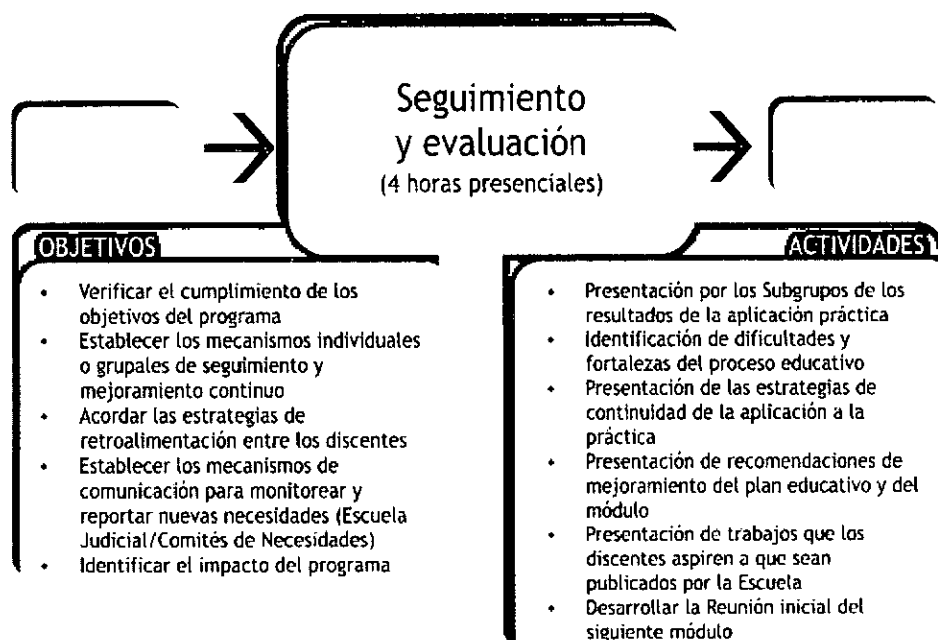 Seguimiento
y evaluación
(4 horas presenciales)
OBJETIVOS
• Verificar el cumplimiento de los
objetivos del programa
• Establecer los mecanismos individuales
o grupales de seguimiento y
mejoramiento continuo
• Acordar las estrategias de
retroalimentación entre los discentes
• Establecer los mecanismos de
comunicación para monitorear y
reportar nuevas necesidades (Escuela
Judicial/Comités de Necesidades)
• Identificar el impacto del programa
ACTIVIDADES
• Presentación por los Subgrupos de los
resultados de la aplicación práctica
• Identificación de dificultades y
fortalezas del proceso educativo
• Presentación de las estrategias de
continuidad de la aplicación a la
práctica
• Presentación de recomendaciones de
mejoramiento del plan educativo y del
módulo
• Presentación de trabajos que los
discentes aspiren a que sean
publicados por la Escuela
• Desarrollar la Reunión inicial del
siguiente módulo